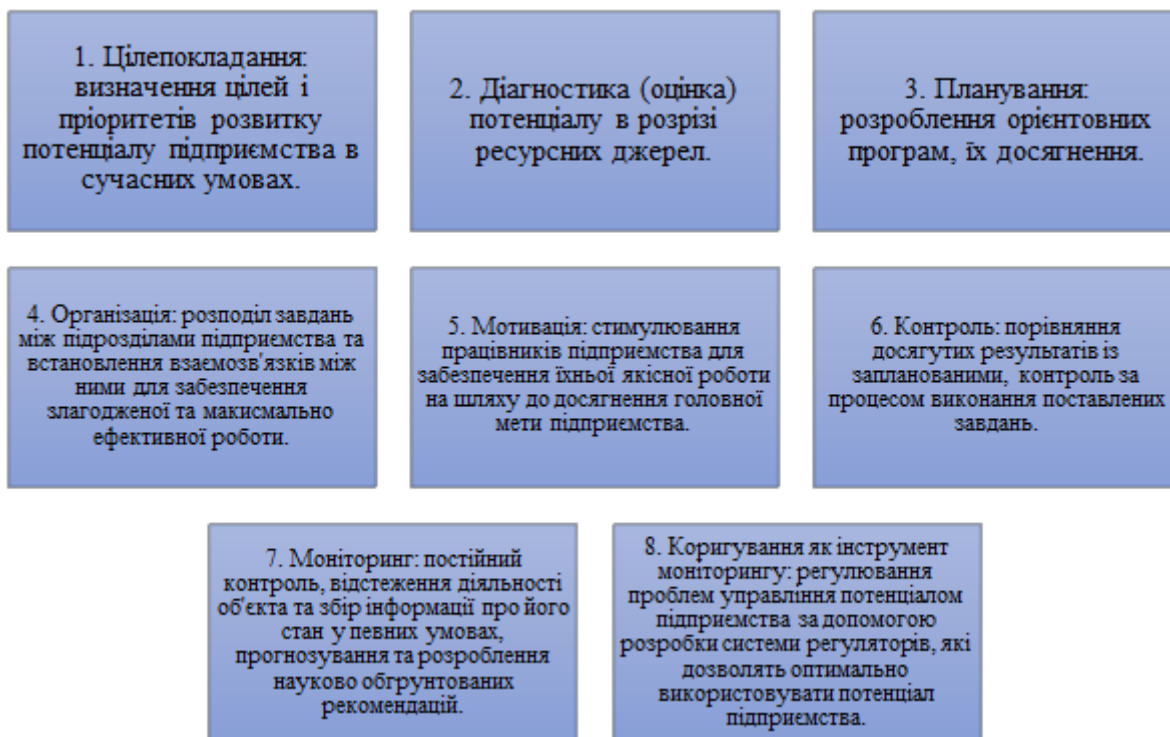 1. Цілепокладання:
визначення цілей і
пріоритетів розвитку
потенціалу підприємства в
сучасних умовах.
2. Діагностика (оцінка)
потенціалу в розрізі
ресурсних джерел.
3. Планування:
розроблення орієнтовних
програм, їх досягнення.
4. Організація: розподіл завдань
між підрозділами підприємства та
встановлення взаємозв'язків між
ними для забезпечення
злагодженої та макисмально
ефективної роботи.
5. Мотивація: стимулювання
працівників підприємства для
забезпечення їхньої якісної роботи
на шляху до досягнення головної
мети підприємства.
6. Контроль: порівняння
досягутих результатів із
запланованими, контроль за
процесом виконання поставлених
завдань.
7. Моніторинг: постійний
контроль, відстеження діяльності
об'єкта та збір інформації про його
стан у певних умовах,
прогнозування та розроблення
науково обгрунтованих
рекомендацій.
8. Коригування як інструмент
моніторингу: регулювання
проблем управління потенціалом
підприємства за допомогою
розробки системи регуляторів, які
дозволять оптимально
використовувати потенціал
підприємства.